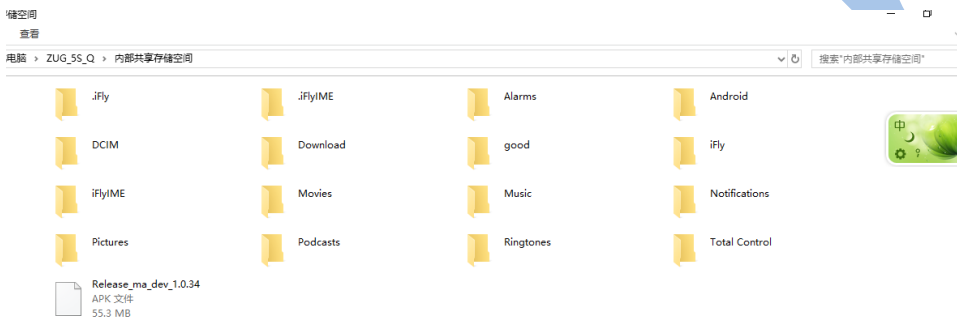 存储空间
查看
电脑 › ZUG_5S_Q › 内部共享存储空间
搜索"内部共享存储空间"
.iFly
.iFlyIME
Alarms
Android
DCIM
Download
good
iFly
iFlyIME
Movies
Music
Notifications
Pictures
Podcasts
Ringtones
Total Control
Release_ma_dev_1.0.34
APK 文件
55.3 MB
中